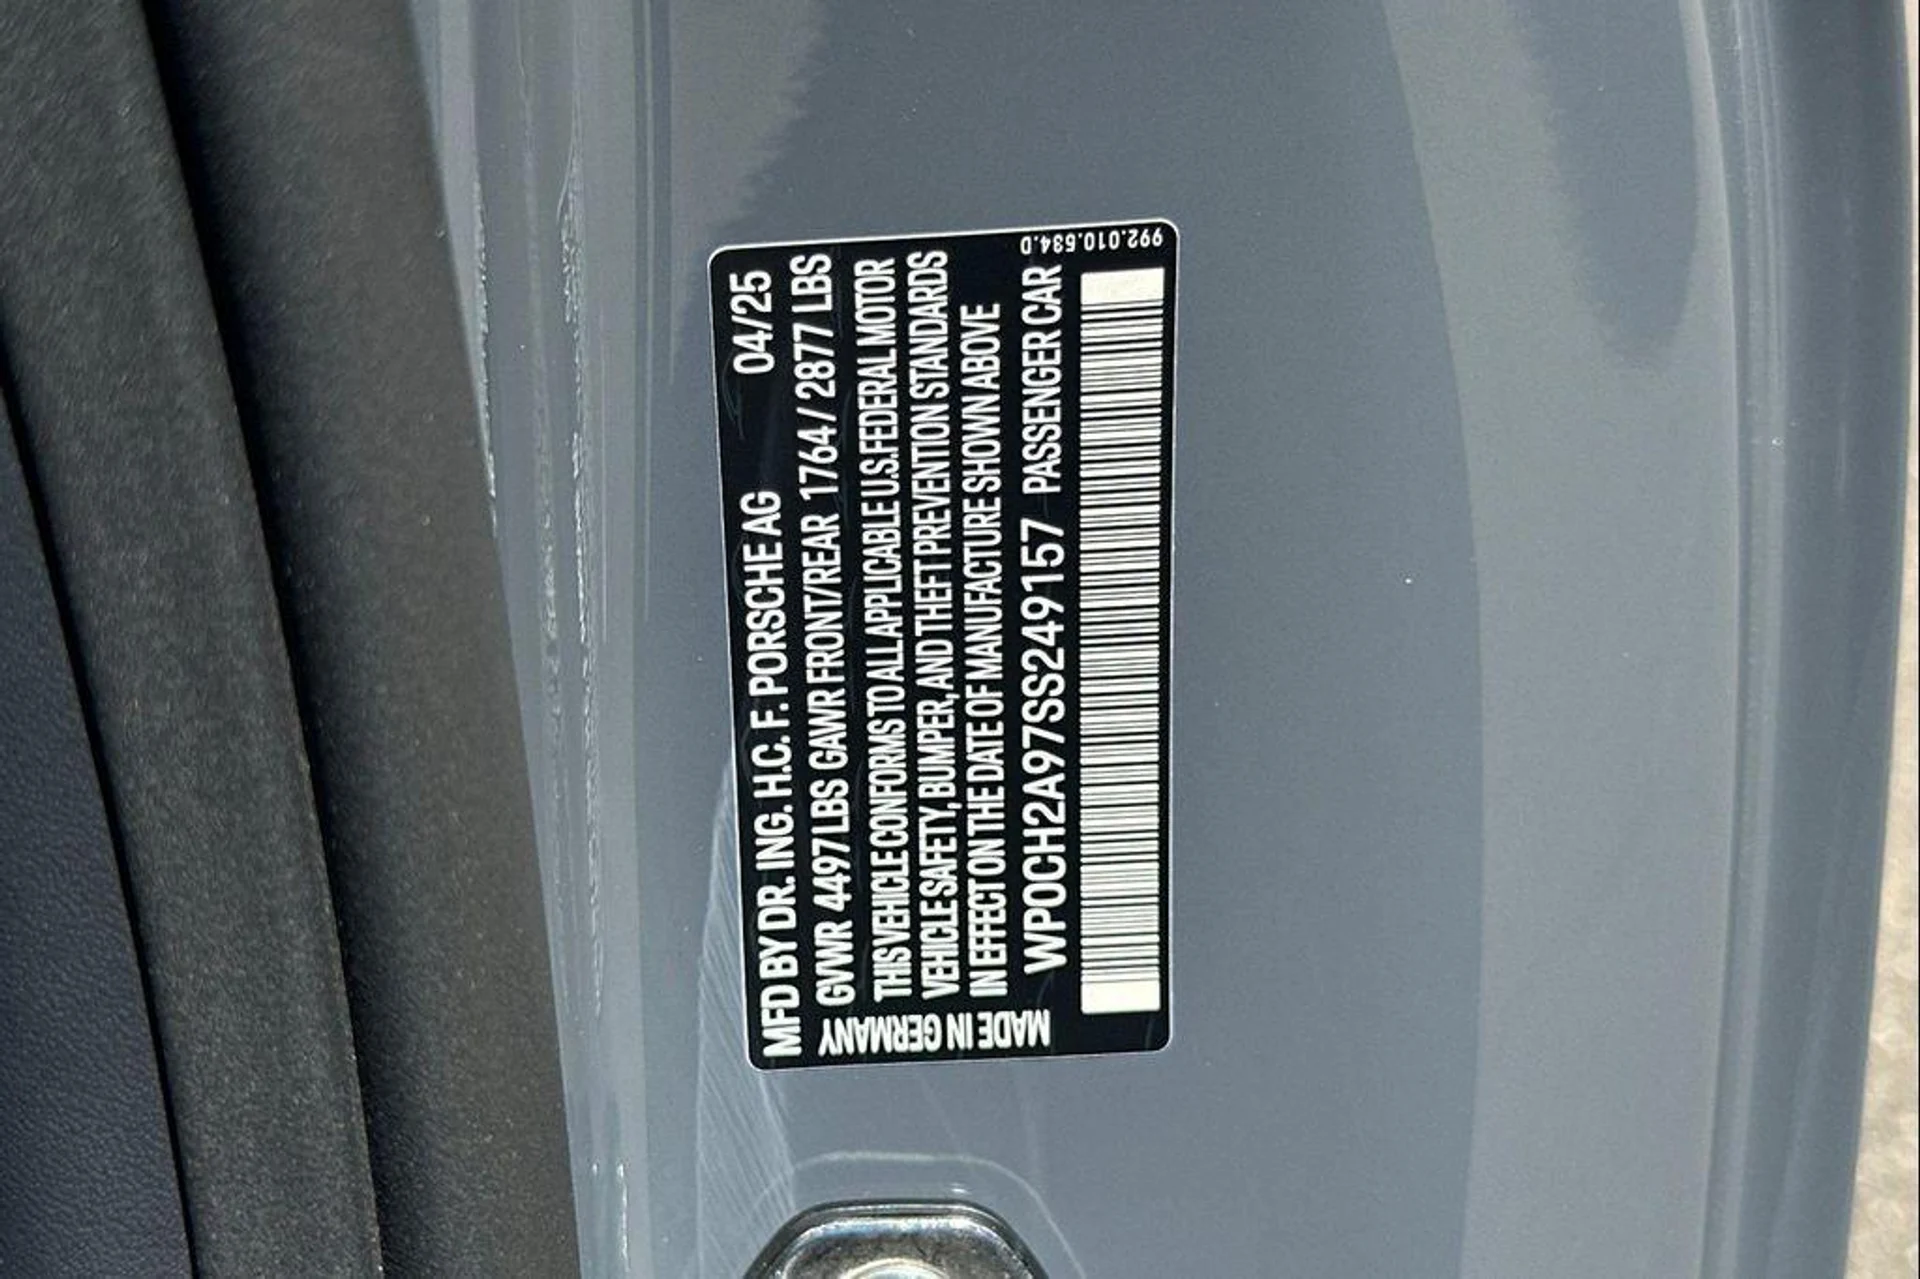 MFD BY DR. ING. H.C. F. PORSCHE AG 04/25
GVWR 4497 LBS GAWR FRONT/REAR 1764 / 2877 LBS
THIS VEHICLE CONFORMS TO ALL APPLICABLE U.S. FEDERAL MOTOR
VEHICLE SAFETY, BUMPER, AND THEFT PREVENTION STANDARDS
IN EFFECT ON THE DATE OF MANUFACTURE SHOWN ABOVE
WP0CH2A97SS249157 PASSENGER CAR
MADE IN GERMANY
992.010.534.D